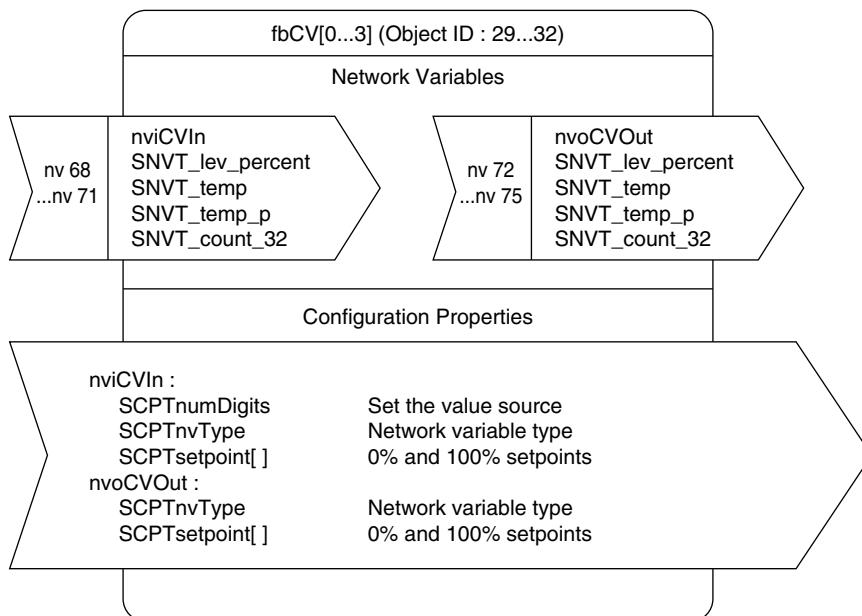 fbCV[0...3] (Object ID : 29...32)
Network Variables
nv 68
...nv 71
nviCVIn
SNVT_lev_percent
SNVT_temp
SNVT_temp_p
SNVT_count_32
nv 72
...nv 75
nvoCVOut
SNVT_lev_percent
SNVT_temp
SNVT_temp_p
SNVT_count_32
Configuration Properties
nviCVIn :
SCPTnumDigits Set the value source
SCPTnvType Network variable type
SCPTsetpoint[ ] 0% and 100% setpoints
nvoCVOut :
SCPTnvType Network variable type
SCPTsetpoint[ ] 0% and 100% setpoints